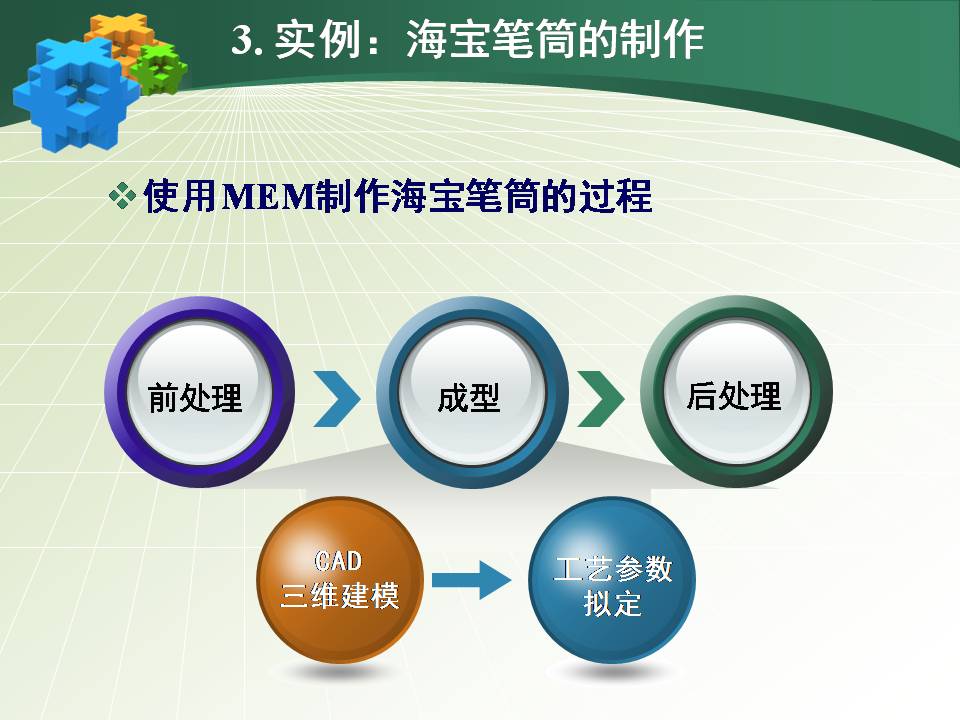 3. 实例：海宝笔筒的制作
使用MEM制作海宝笔筒的过程
前处理
成型
后处理
CAD
三维建模
工艺参数
拟定